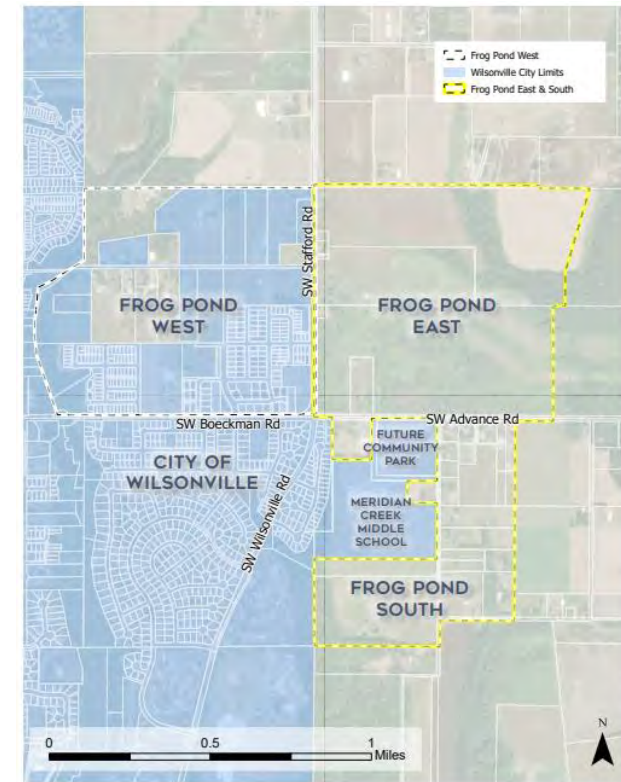 Frog Pond West
Wilsonville City Limits
Frog Pond East & South
SW Stafford Rd
FROG POND
WEST
FROG POND
EAST
SW Boeckman Rd
SW Advance Rd
FUTURE
COMMUNITY
PARK
CITY OF
WILSONVILLE
SW Wilsonville Rd
MERIDIAN
CREEK
MIDDLE
SCHOOL
FROG POND
SOUTH
N
0 0.5 1
Miles